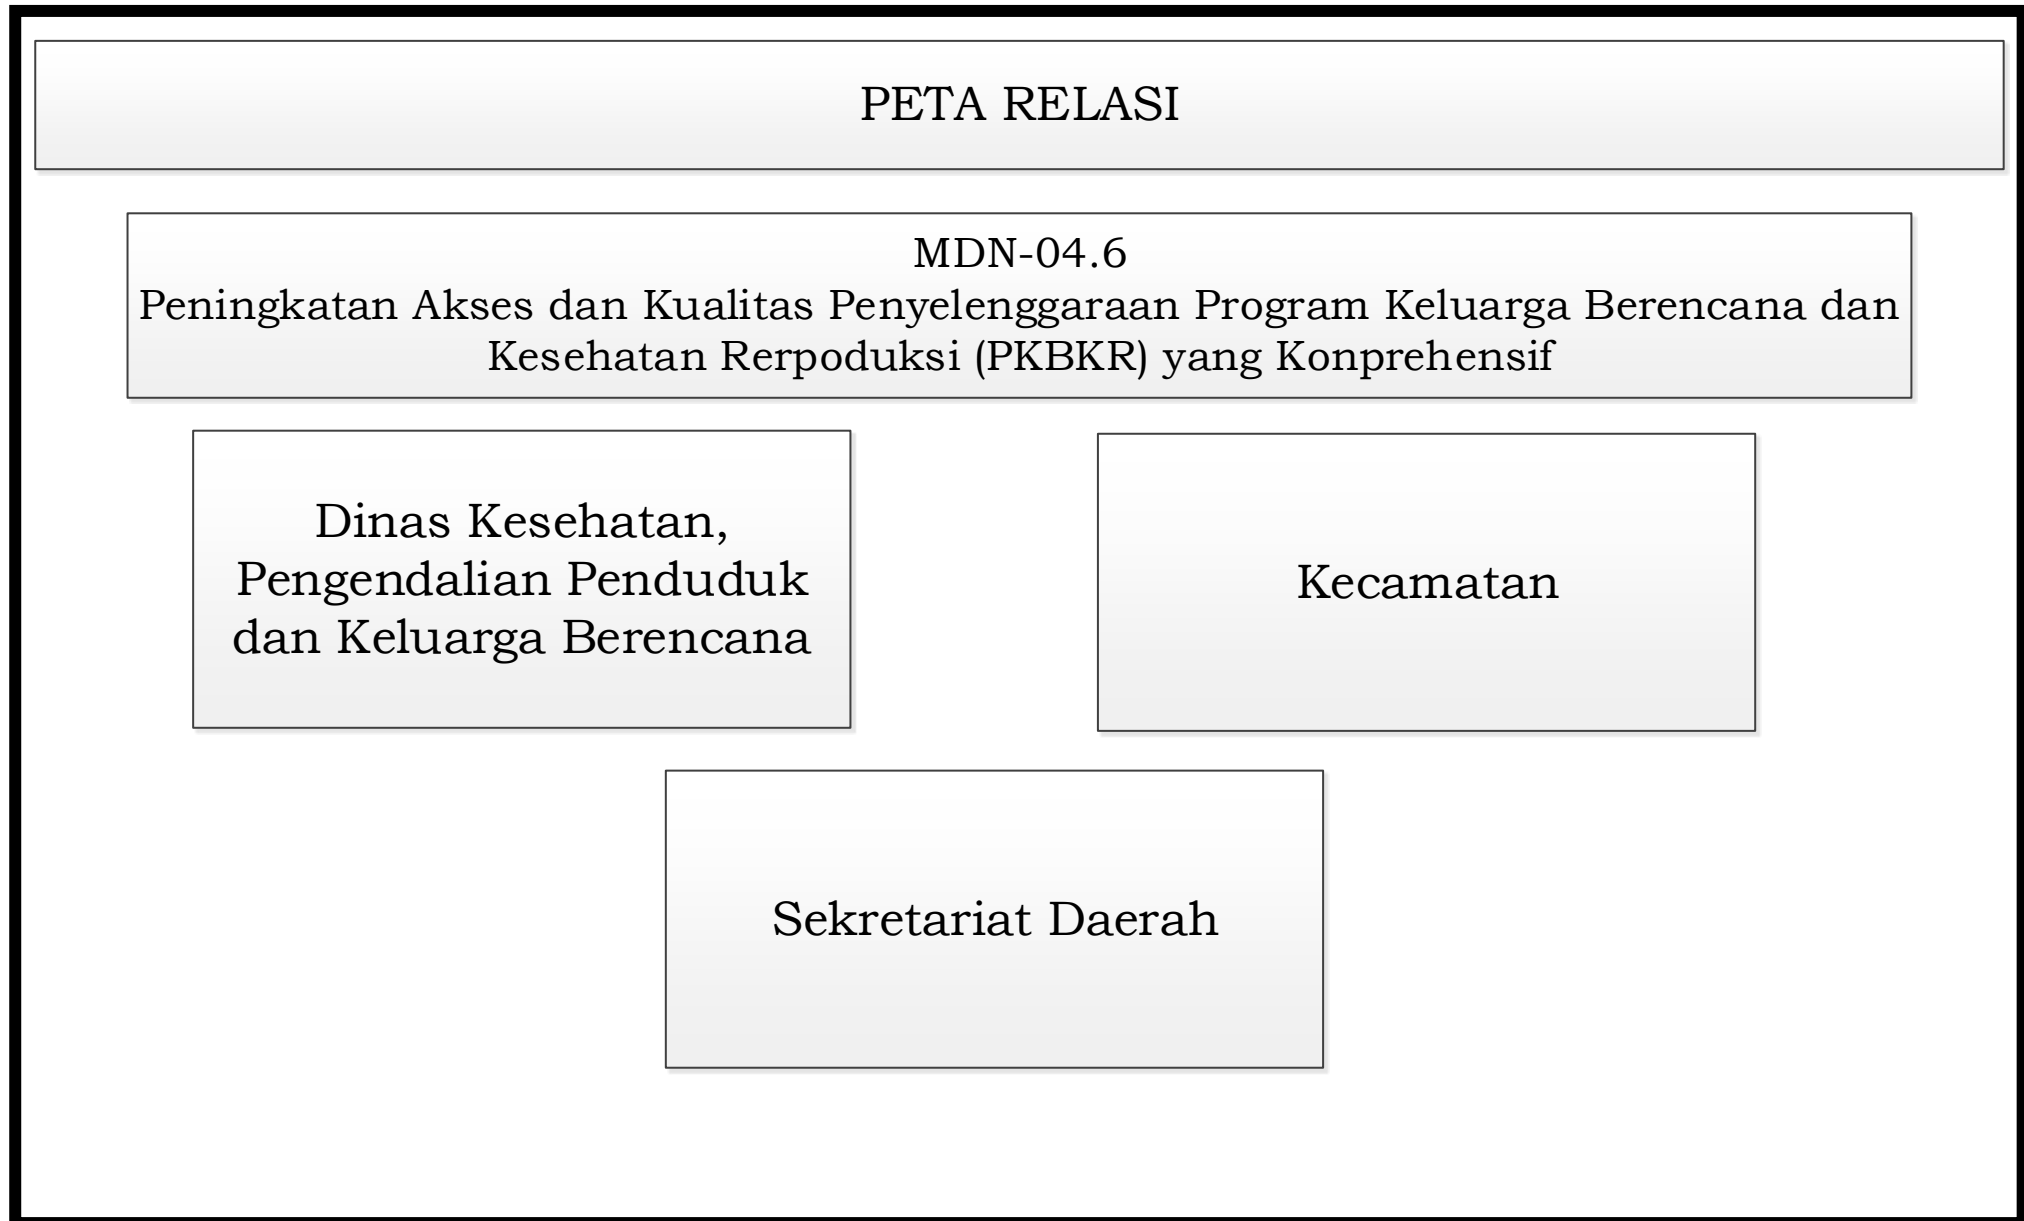 PETA RELASI
MDN-04.6
Peningkatan Akses dan Kualitas Penyelenggaraan Program Keluarga Berencana dan
Kesehatan Rerpoduksi (PKBKR) yang Konprehensif
Dinas Kesehatan,
Pengendalian Penduduk
dan Keluarga Berencana
Kecamatan
Sekretariat Daerah